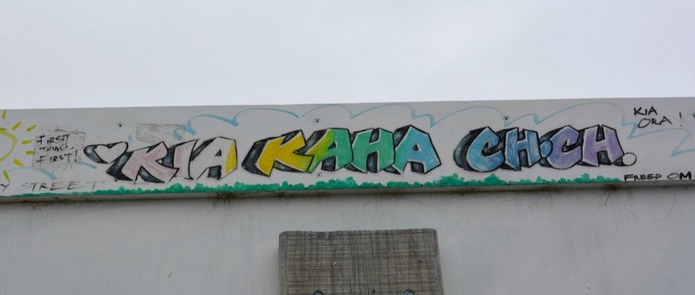 FIRST
THINGS
FIRST!
KIA KAHA CH.CH.
KIA
ORA!
Y STREET